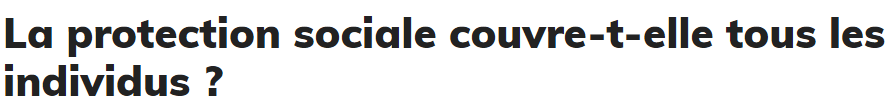 La protection sociale couvre-t-elle tous les
individus ?